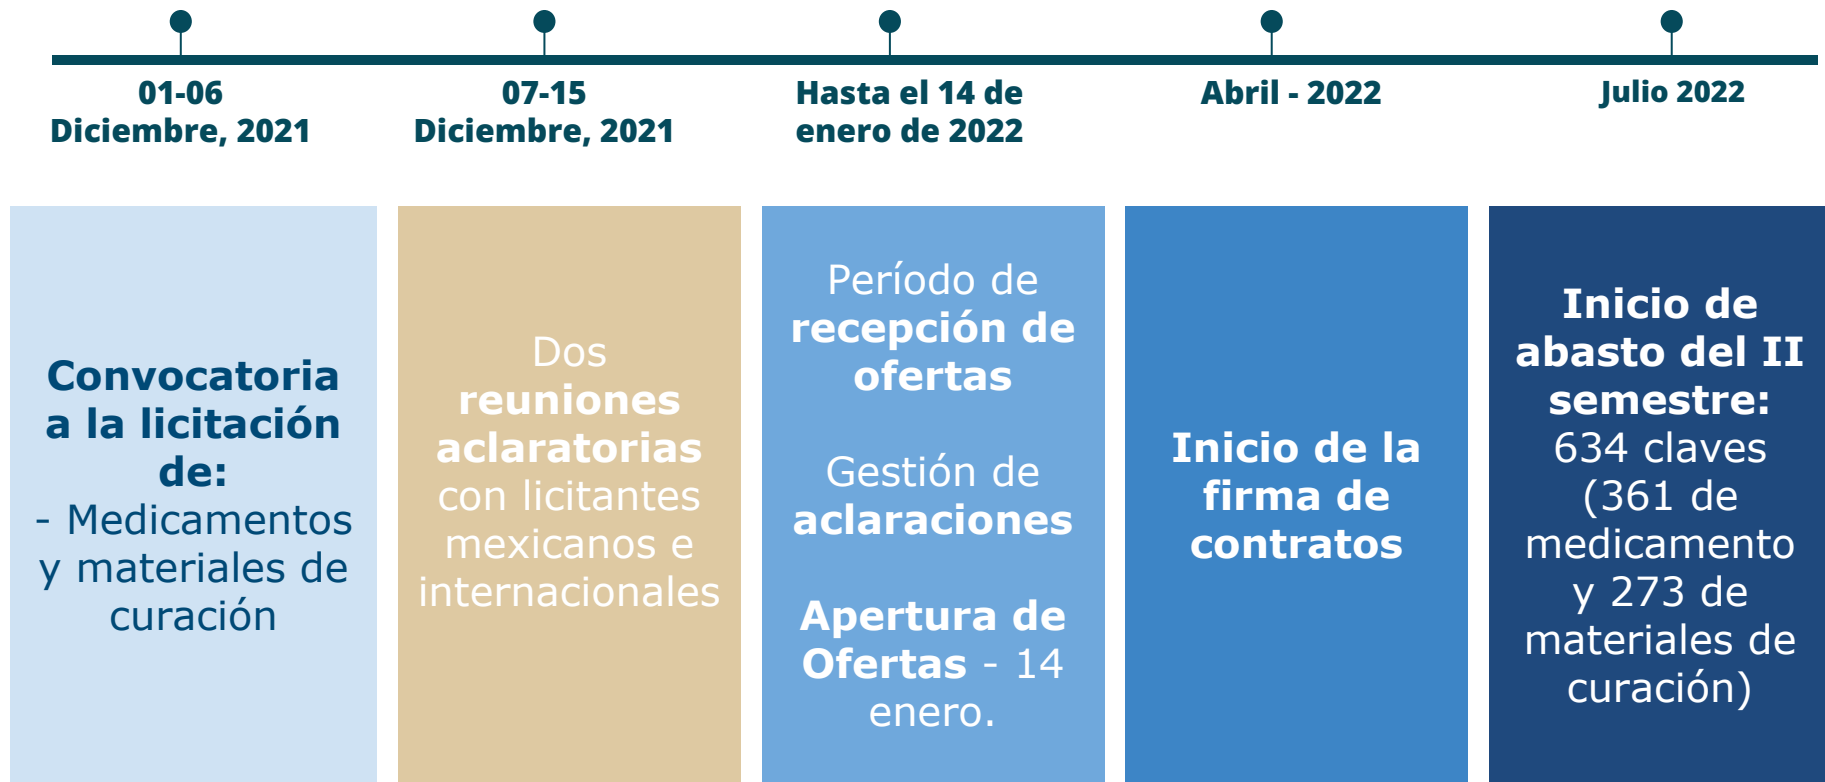 01-06
Diciembre, 2021
07-15
Diciembre, 2021
Hasta el 14 de
enero de 2022
Abril - 2022
Julio 2022
Convocatoria
a la licitación
de:
- Medicamentos
y materiales de
curación
Dos
reuniones
aclaratorias
con licitantes
mexicanos e
internacionales
Período de
recepción de
ofertas
Gestión de
aclaraciones
Apertura de
Ofertas - 14
enero.
Inicio de la
firma de
contratos
Inicio de
abasto del II
semestre:
634 claves
(361 de
medicamento
y 273 de
materiales de
curación)